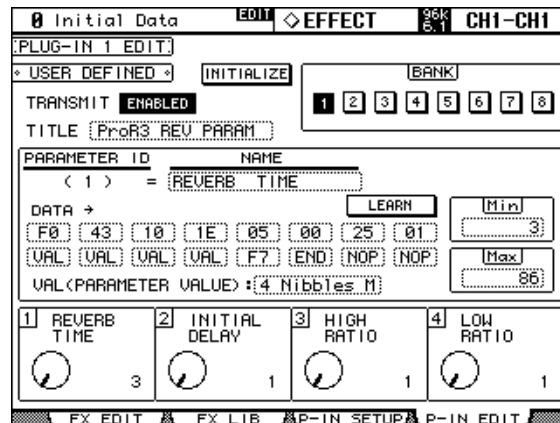 0 Initial Data EDIT ◇EFFECT 96k 6.1 CH1-CH1
PLUG-IN 1 EDIT
USER DEFINED INITIALIZE BANK
TRANSMIT ENABLED 1 2 3 4 5 6 7 8
TITLE ProR3 REV PARAM
PARAMETER ID NAME
( 1 ) = REVERB TIME
DATA → LEARN Min
F0 43 10 1E 05 00 25 01 3
VAL VAL VAL VAL F7 END NOP NOP Max
VAL(PARAMETER VALUE): 4 Nibbles M 86
1 REVERB TIME 2 INITIAL DELAY 3 HIGH RATIO 4 LOW RATIO
3 1 1 1
FX EDIT FX LIB P-IN SETUP P-IN EDIT